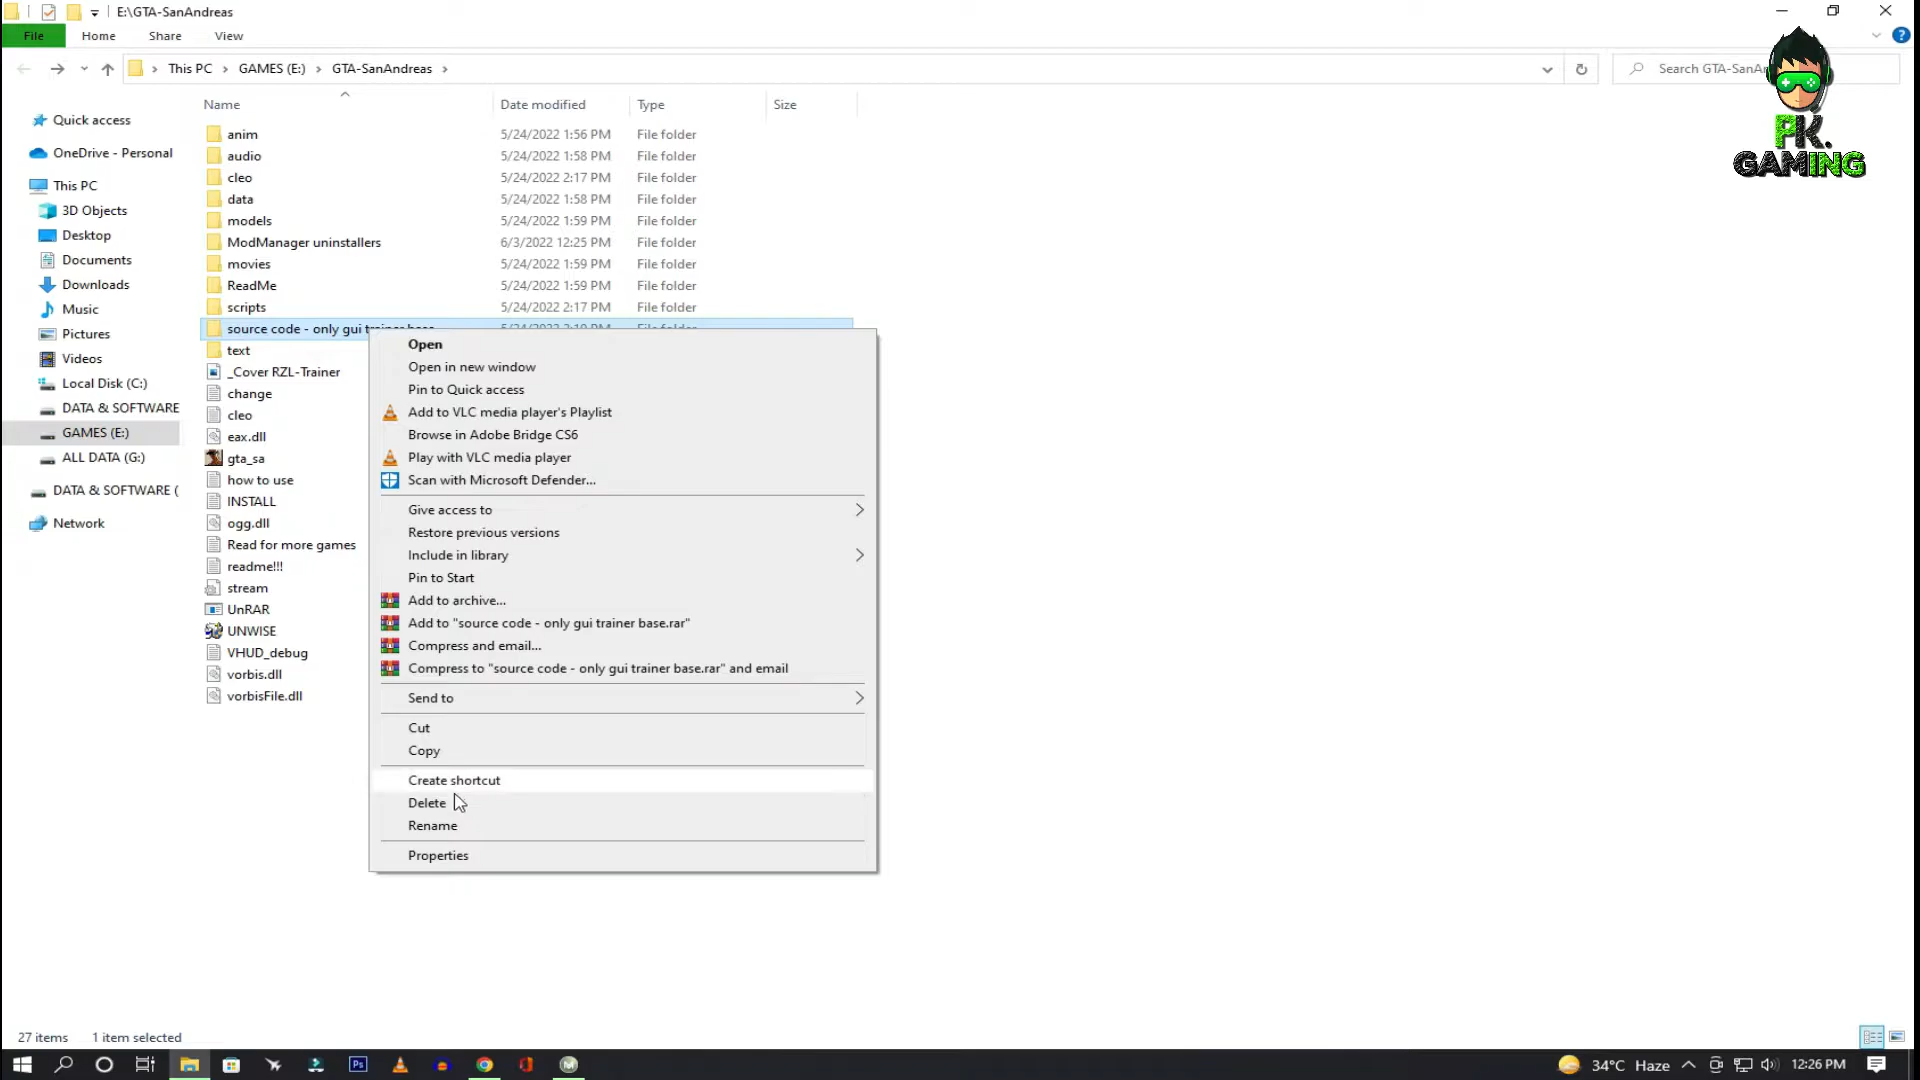 E:\GTA-SanAndreas
File Home Share View
This PC GAMES (E:) GTA-SanAndreas
Search GTA-SanAn
PK.
GAMING
Name Date modified Type Size
Quick access
OneDrive - Personal
This PC
3D Objects
Desktop
Documents
Downloads
Music
Pictures
Videos
Local Disk (C:)
DATA & SOFTWARE
GAMES (E:)
ALL DATA (G:)
DATA & SOFTWARE (
Network
anim 5/24/2022 1:56 PM File folder
audio 5/24/2022 1:58 PM File folder
cleo 5/24/2022 2:17 PM File folder
data 5/24/2022 1:58 PM File folder
models 5/24/2022 1:59 PM File folder
ModManager uninstallers 6/3/2022 12:25 PM File folder
movies 5/24/2022 1:59 PM File folder
ReadMe 5/24/2022 1:59 PM File folder
scripts 5/24/2022 2:17 PM File folder
source code - only gui trainer base File folder
text
_Cover RZL-Trainer
change
cleo
eax.dll
gta_sa
how to use
INSTALL
ogg.dll
Read for more games
readme!!!
stream
UnRAR
UNWISE
VHUD_debug
vorbis.dll
vorbisFile.dll
Open
Open in new window
Pin to Quick access
Add to VLC media player's Playlist
Browse in Adobe Bridge CS6
Play with VLC media player
Scan with Microsoft Defender...
Give access to
Restore previous versions
Include in library
Pin to Start
Add to archive...
Add to "source code - only gui trainer base.rar"
Compress and email...
Compress to "source code - only gui trainer base.rar" and email
Send to
Cut
Copy
Create shortcut
Delete
Rename
Properties
27 items 1 item selected
Ps
34°C Haze 12:26 PM